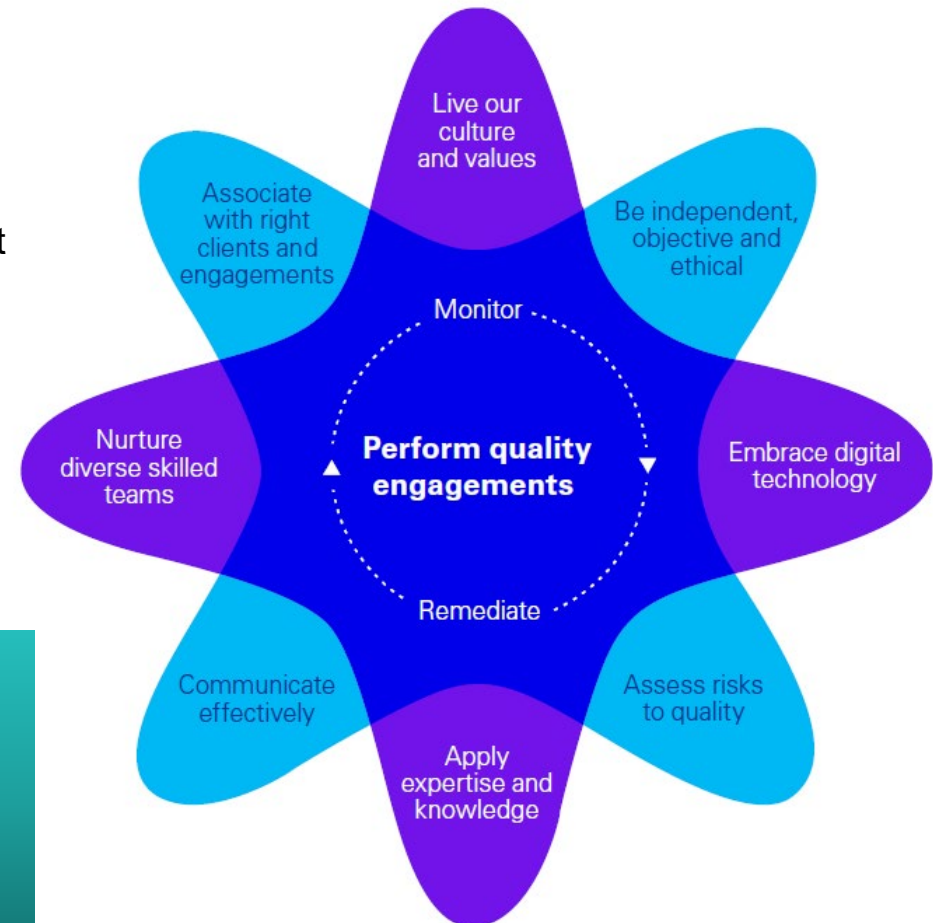 Live our
culture
and values
Be independent,
objective and
ethical
Embrace digital
technology
Assess risks
to quality
Apply
expertise and
knowledge
Communicate
effectively
Nurture
diverse skilled
teams
Associate
with right
clients and
engagements
Monitor
Perform quality
engagements
Remediate
t